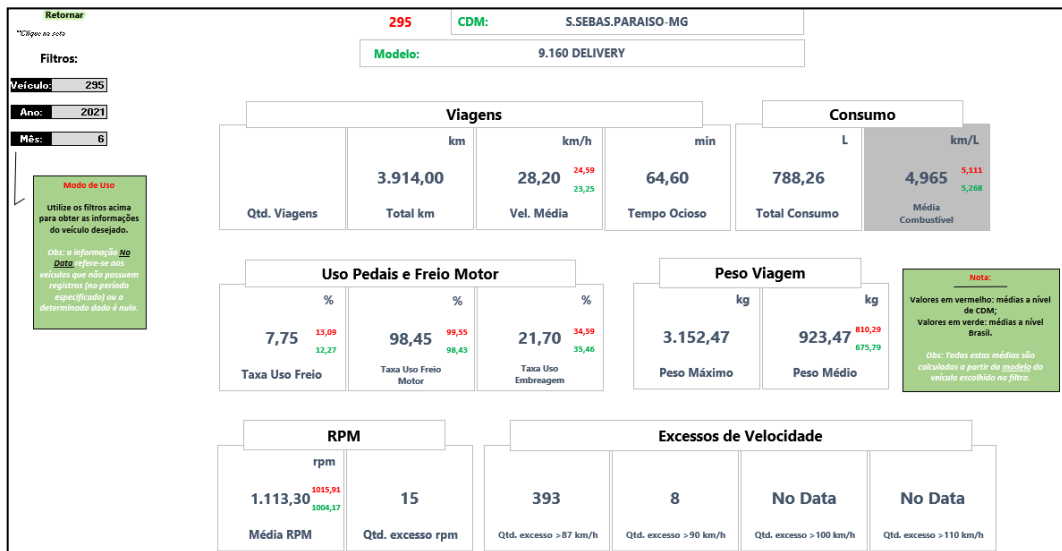 Retornar
"Clique na seta
Filtros:
Veículo: 295
Ano: 2021
Mês: 6
Modo de Uso
Utilize os filtros acima
para obter as informações
do veículo desejado.
Obs: a informação No
Data refere-se aos
veículos que não possuem
registros (no período
especificado) ou o
determinado dado é nulo.
295 CDM: S.SEBAS.PARAISO-MG
Modelo: 9.160 DELIVERY
Viagens
Qtd. Viagens
km
3.914,00
Total km
km/h
28,20 24,59
23,25
Vel. Média
min
64,60
Tempo Ocioso
Consumo
L
788,26
Total Consumo
km/L
4,965 5,111
5,268
Média
Combustível
Uso Pedais e Freio Motor
%
7,75 13,09
12,27
Taxa Uso Freio
%
98,45 99,55
98,43
Taxa Uso Freio
Motor
%
21,70 34,59
35,46
Taxa Uso
Embreagem
Peso Viagem
kg
3.152,47
Peso Máximo
kg
923,47 810,29
675,79
Peso Médio
Nota:
Valores em vermelho: médias a nível
de CDM;
Valores em verde: médias a nível
Brasil.
Obs: Todas estas médias são
calculadas a partir do modelo do
veículo escolhido no filtro.
RPM
rpm
1.113,30 1015,91
1004,17
Média RPM
15
Qtd. excesso rpm
Excessos de Velocidade
393
Qtd. excesso >87 km/h
8
Qtd. excesso >90 km/h
No Data
Qtd. excesso >100 km/h
No Data
Qtd. excesso >110 km/h